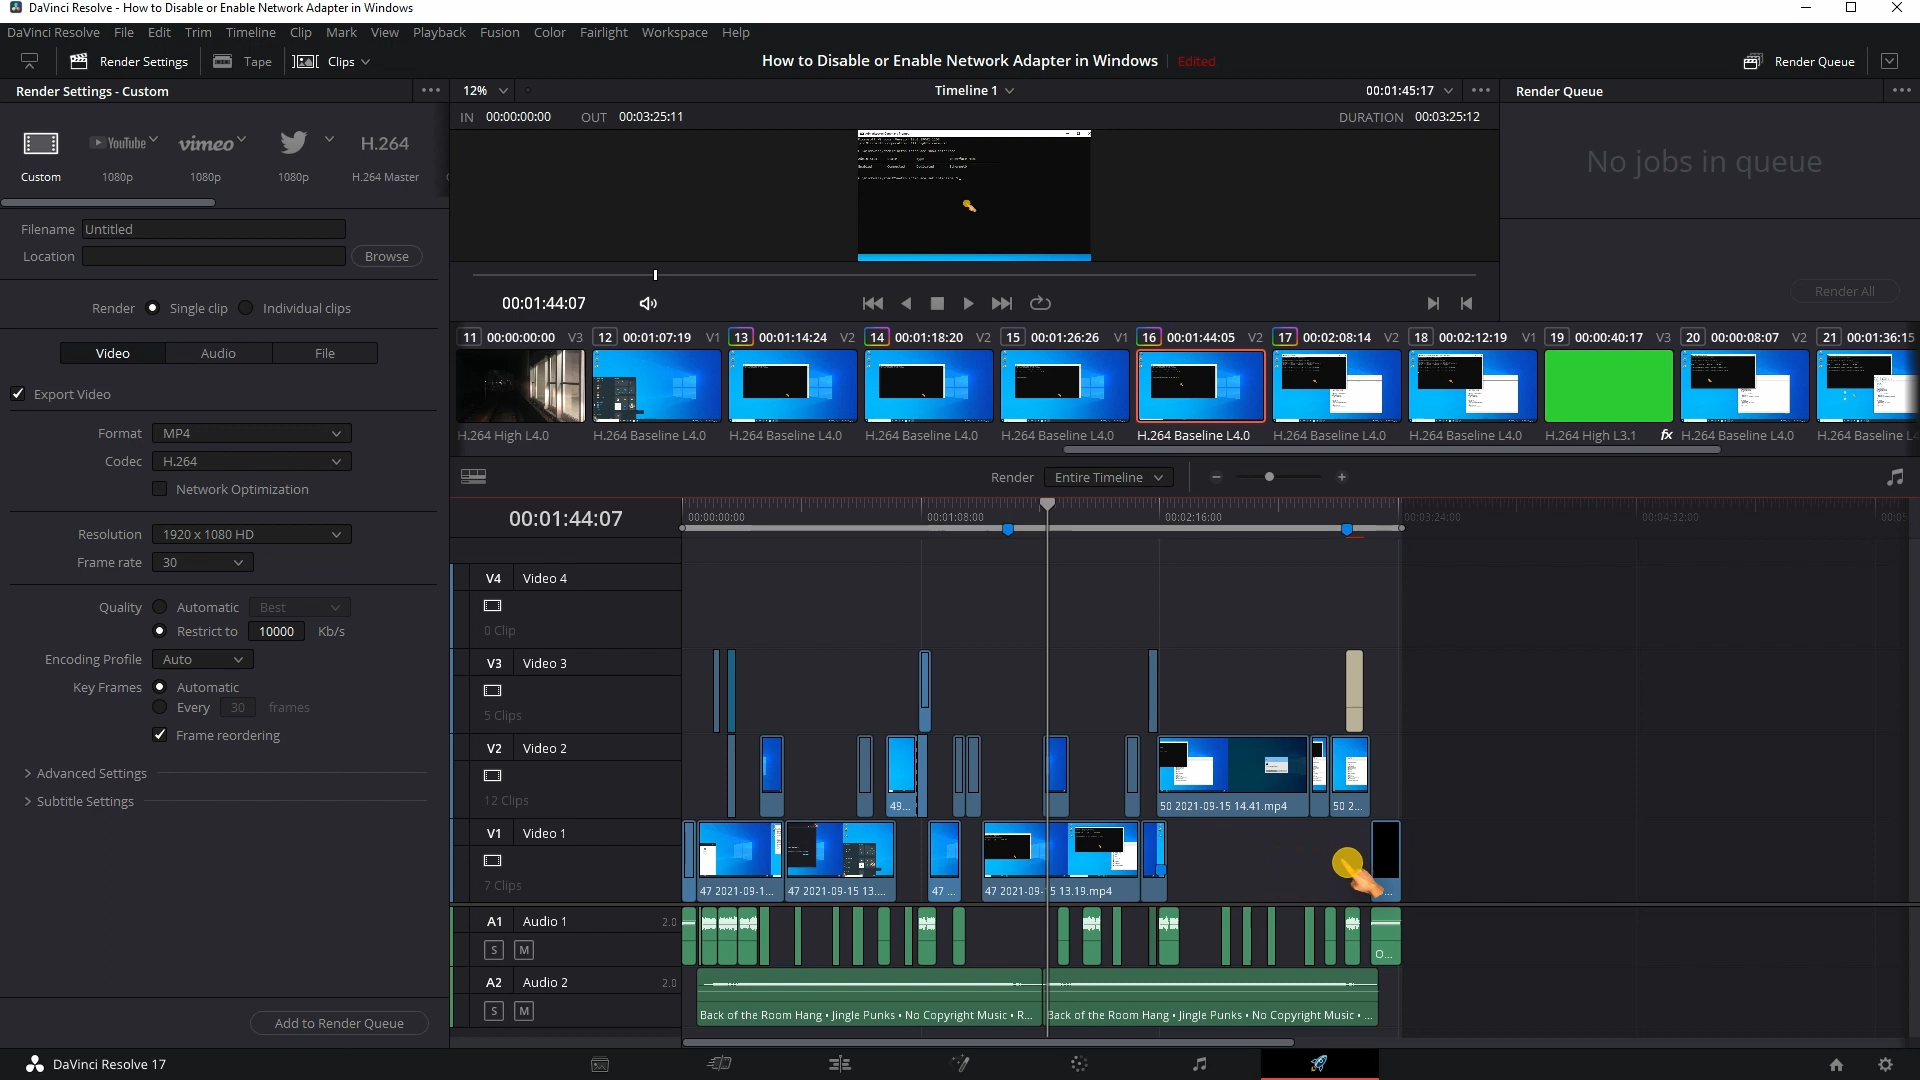 DaVinci Resolve - How to Disable or Enable Network Adapter in Windows
DaVinci Resolve File Edit Trim Timeline Clip Mark View Playback Fusion Color Fairlight Workspace Help
Render Settings Tape Clips How to Disable or Enable Network Adapter in Windows Edited Render Queue
Render Settings - Custom 12% Timeline 1 00:01:45:17 Render Queue
IN 00:00:00:00 OUT 00:03:25:11 DURATION 00:03:25:12
YouTube vimeo H.264
Custom 1080p 1080p 1080p H.264 Master
No jobs in queue
Filename Untitled
Location Browse
Render All
00:01:44:07
Render Single clip Individual clips
11 00:00:00:00 V3 12 00:01:07:19 V1 13 00:01:14:24 V2 14 00:01:18:20 V2 15 00:01:26:26 V1 16 00:01:44:05 V2 17 00:02:08:14 V2 18 00:02:12:19 V1 19 00:00:40:17 V3 20 00:00:08:07 V2 21 00:01:36:15
Video Audio File
Export Video
H.264 High L4.0 H.264 Baseline L4.0 H.264 Baseline L4.0 H.264 Baseline L4.0 H.264 Baseline L4.0 H.264 Baseline L4.0 H.264 Baseline L4.0 H.264 Baseline L4.0 H.264 High L3.1 fx H.264 Baseline L4.0 H.264 Baseline L4
Format MP4
Codec H.264
Network Optimization
Render Entire Timeline
Resolution 1920 x 1080 HD
Frame rate 30
00:01:44:07
00:00:00:00 00:01:08:00 00:02:16:00 00:03:24:00 00:04:32:00 00:05
Quality Automatic Best
Restrict to 10000 Kb/s
Encoding Profile Auto
Key Frames Automatic
Every 30 frames
Frame reordering
Advanced Settings
Subtitle Settings
Add to Render Queue
V4 Video 4
0 Clip
V3 Video 3
5 Clips
V2 Video 2
12 Clips
49... 50 2021-09-15 14.41.mp4 50 2...
V1 Video 1
7 Clips
47 2021-09-1... 47 2021-09-15 13.... 47 ... 47 2021-09-15 13.19.mp4 ...
A1 Audio 1 2.0
S M
O...
A2 Audio 2 2.0
S M
Back of the Room Hang • Jingle Punks • No Copyright Music • R... Back of the Room Hang • Jingle Punks • No Copyright Music • ...
DaVinci Resolve 17